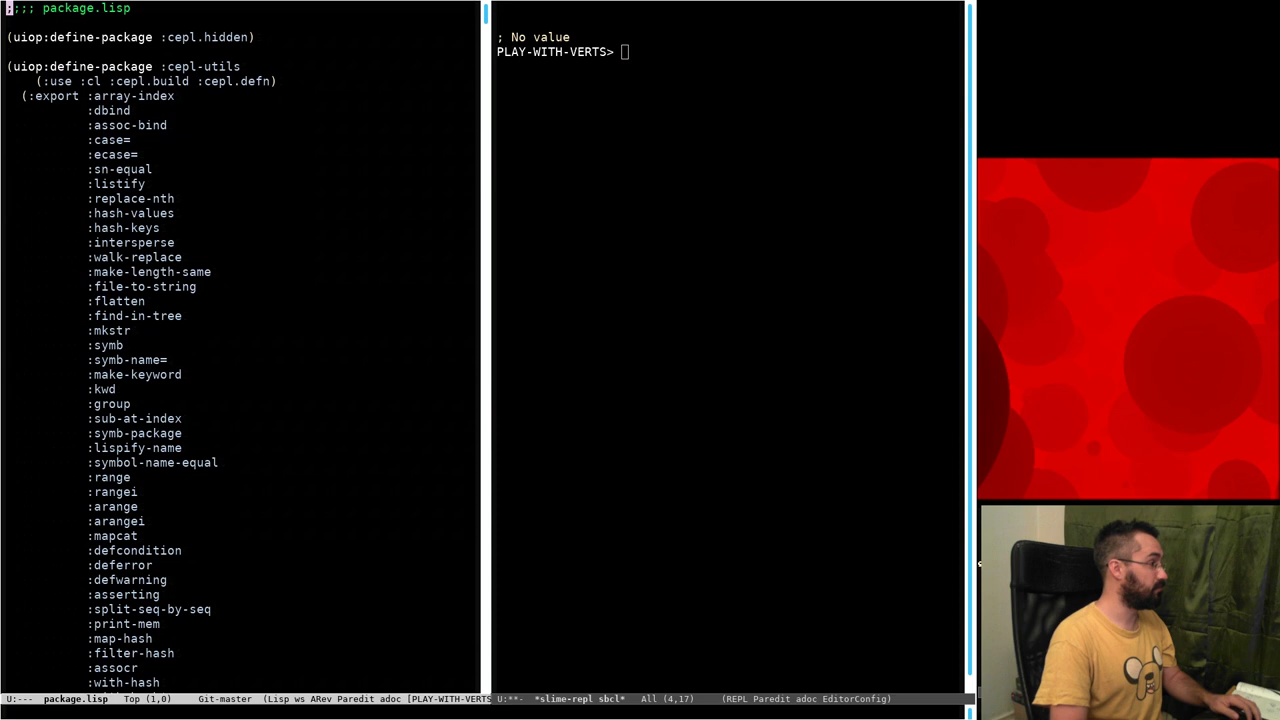 ;;;; package.lisp
(uiop:define-package :cepl.hidden)
(uiop:define-package :cepl-utils
(:use :cl :cepl.build :cepl.defn)
(:export :array-index
:dbind
:assoc-bind
:case=
:ecase=
:sn-equal
:listify
:replace-nth
:hash-values
:hash-keys
:intersperse
:walk-replace
:make-length-same
:file-to-string
:flatten
:find-in-tree
:mkstr
:symb
:symb-name=
:make-keyword
:kwd
:group
:sub-at-index
:symb-package
:lispify-name
:symbol-name-equal
:range
:rangei
:arange
:arangei
:mapcat
:defcondition
:deferror
:defwarning
:asserting
:split-seq-by-seq
:print-mem
:map-hash
:filter-hash
:assocr
:with-hash
U:--- package.lisp Top (1,0) Git-master (Lisp ws ARev Paredit adoc [PLAY-WITH-VERTS
; No value
PLAY-WITH-VERTS>
U:**- *slime-repl sbcl* All (4,17) (REPL Paredit adoc EditorConfig)